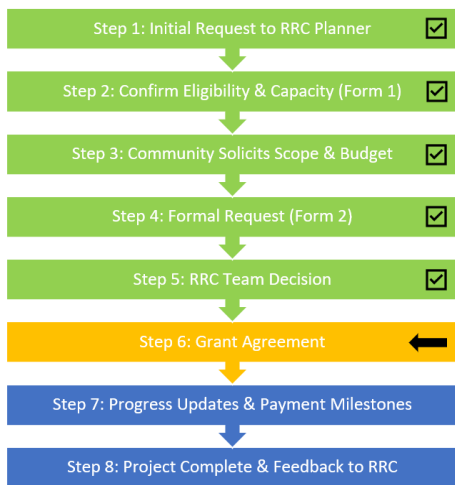 Step 1: Initial Request to RRC Planner
Step 2: Confirm Eligibility & Capacity (Form 1)
Step 3: Community Solicits Scope & Budget
Step 4: Formal Request (Form 2)
Step 5: RRC Team Decision
Step 6: Grant Agreement
Step 7: Progress Updates & Payment Milestones
Step 8: Project Complete & Feedback to RRC